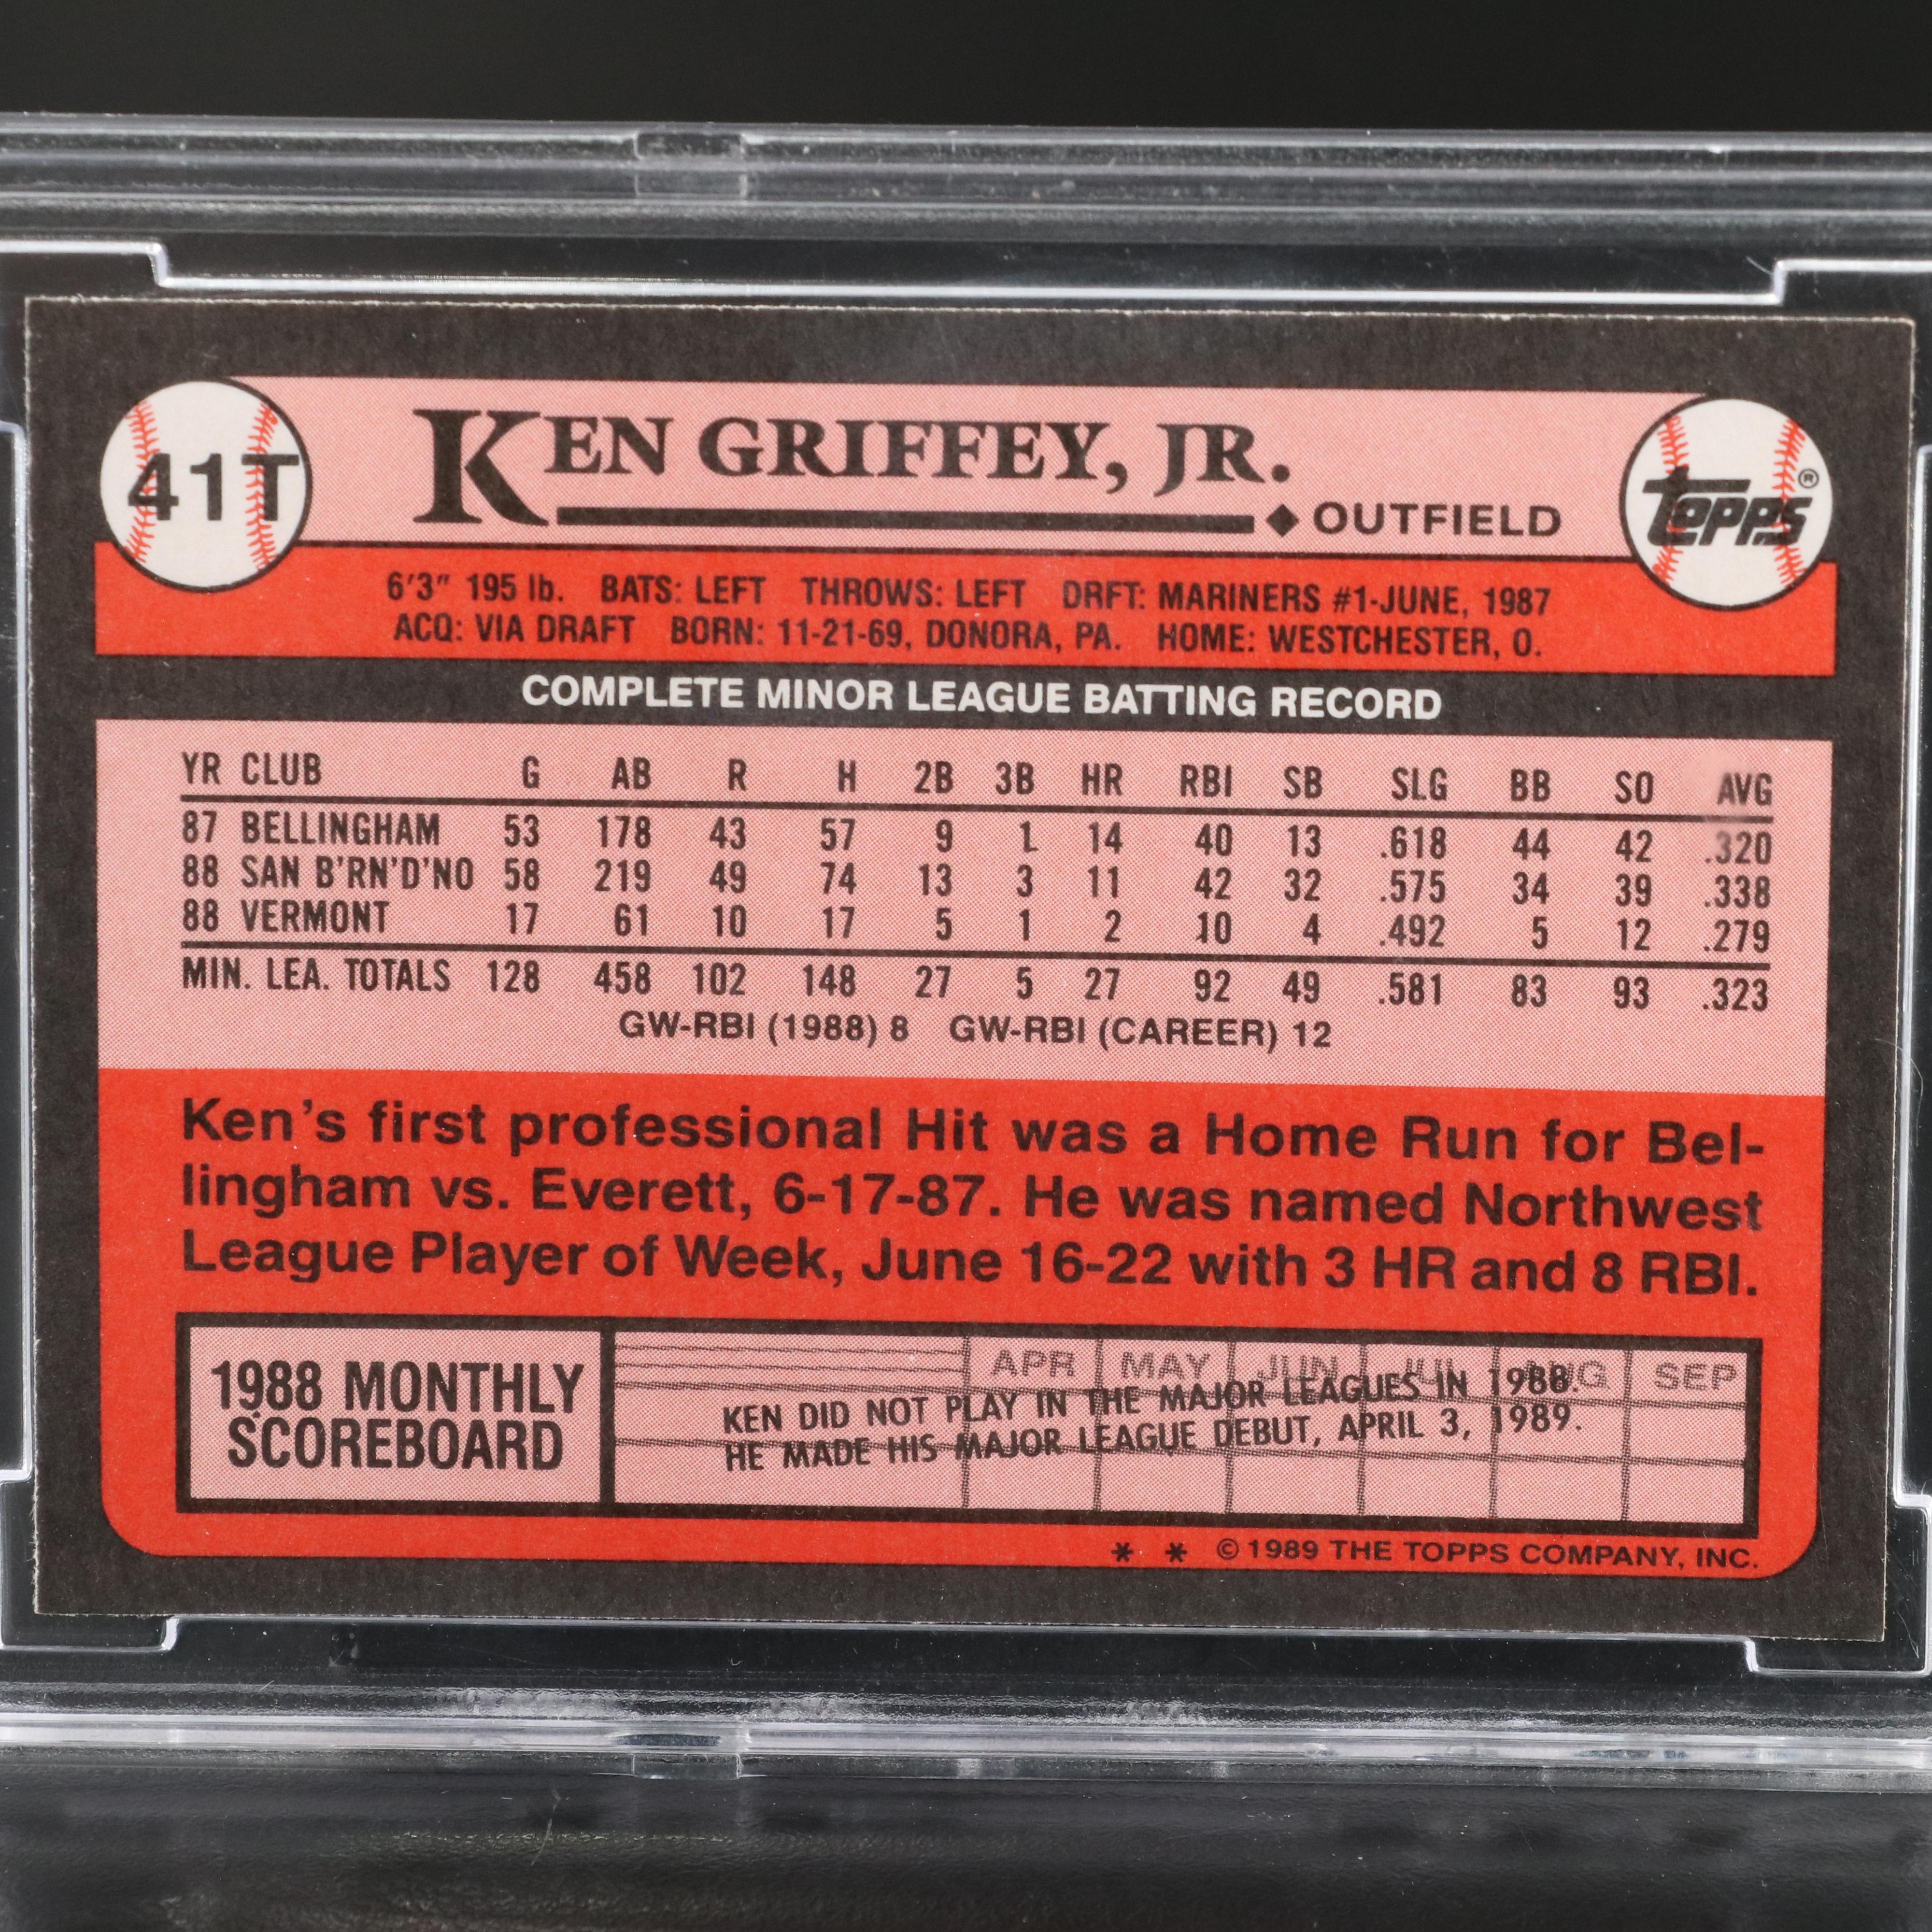 41T
KEN GRIFFEY, JR.
OUTFIELD
TOPPS®
6'3" 195 lb. BATS: LEFT THROWS: LEFT DRFT: MARINERS #1-JUNE, 1987
ACQ: VIA DRAFT BORN: 11-21-69, DONORA, PA. HOME: WESTCHESTER, O.
COMPLETE MINOR LEAGUE BATTING RECORD
YR CLUB G AB R H 2B 3B HR RBI SB SLG BB SO AVG
87 BELLINGHAM 53 178 43 57 9 1 14 40 13 .618 44 42 .320
88 SAN B'RN'D'NO 58 219 49 74 13 3 11 42 32 .575 34 39 .338
88 VERMONT 17 61 10 17 5 1 2 10 4 .492 5 12 .279
MIN. LEA. TOTALS 128 458 102 148 27 5 27 92 49 .581 83 93 .323
GW-RBI (1988) 8 GW-RBI (CAREER) 12
Ken's first professional Hit was a Home Run for Bel-
lingham vs. Everett, 6-17-87. He was named Northwest
League Player of Week, June 16-22 with 3 HR and 8 RBI.
1988 MONTHLY
SCOREBOARD
APR MAY JUN JUL AUG SEP
KEN DID NOT PLAY IN THE MAJOR LEAGUES IN 1988.
HE MADE HIS MAJOR LEAGUE DEBUT, APRIL 3, 1989.
* * © 1989 THE TOPPS COMPANY, INC.